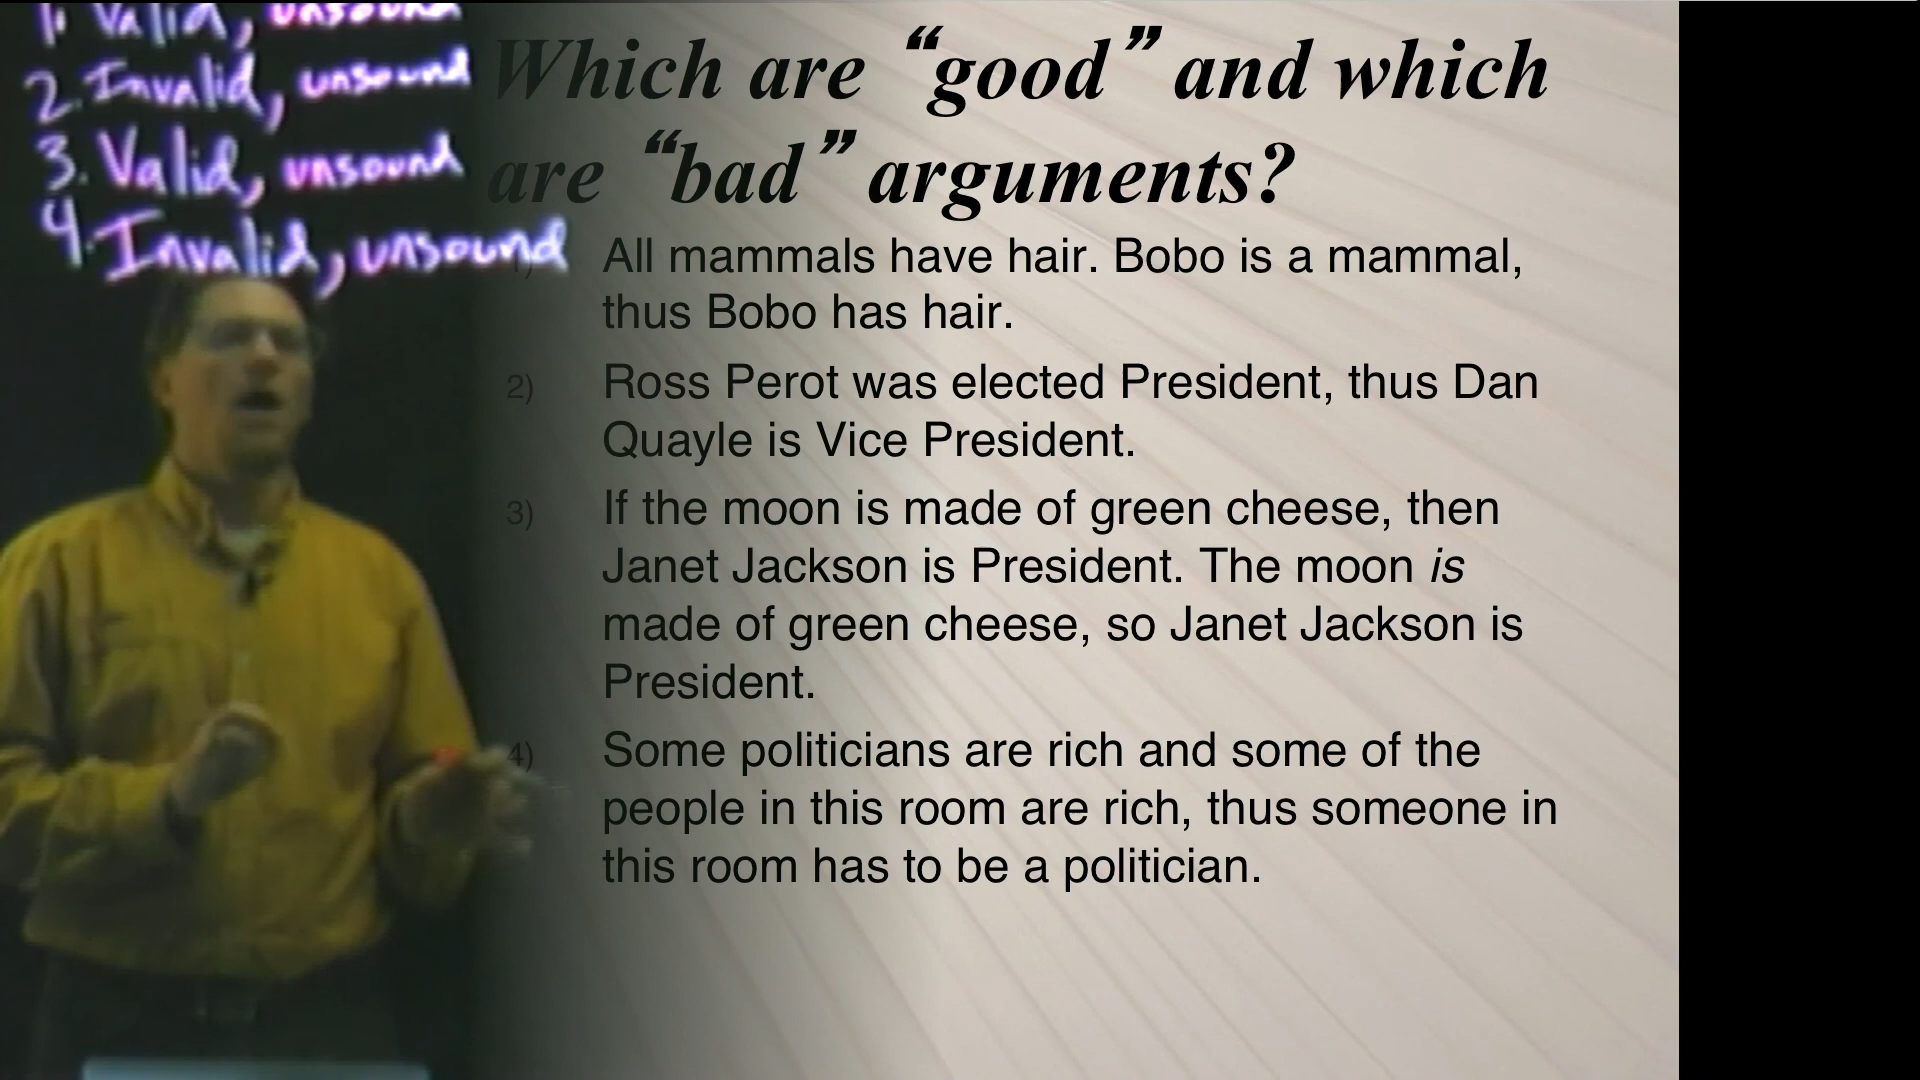 1. Valid, unsound
2. Invalid, unsound
3. Valid, unsound
4. Invalid, unsound
Which are “good” and which
are “bad” arguments?
1) All mammals have hair. Bobo is a mammal,
thus Bobo has hair.
2) Ross Perot was elected President, thus Dan
Quayle is Vice President.
3) If the moon is made of green cheese, then
Janet Jackson is President. The moon is
made of green cheese, so Janet Jackson is
President.
4) Some politicians are rich and some of the
people in this room are rich, thus someone in
this room has to be a politician.